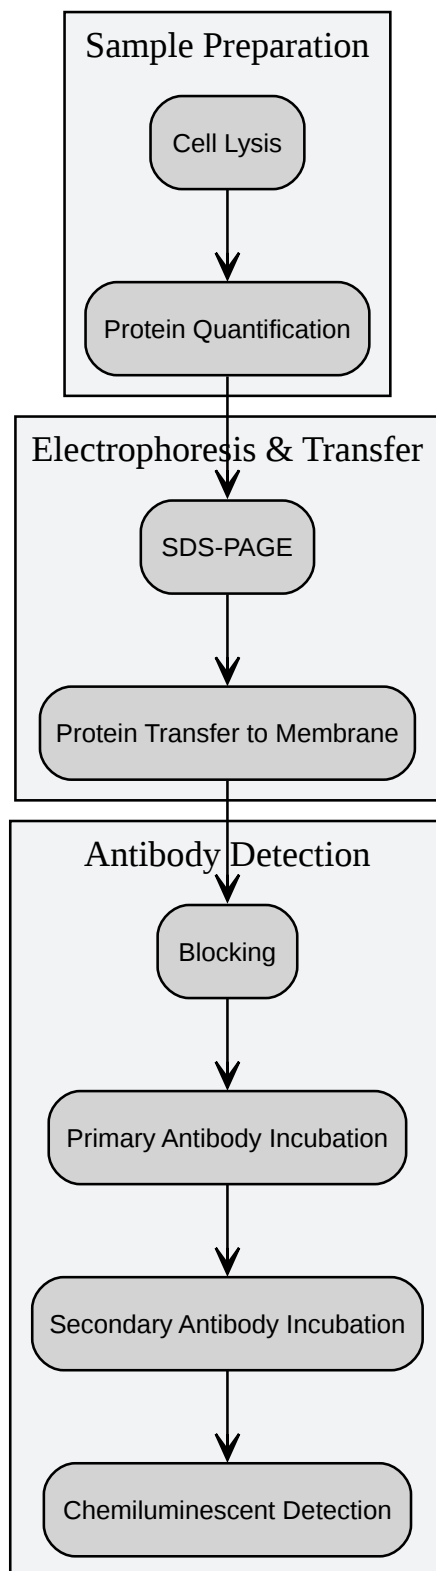 Sample Preparation
Cell Lysis
Protein Quantification
Electrophoresis & Transfer
SDS-PAGE
Protein Transfer to Membrane
Antibody Detection
Blocking
Primary Antibody Incubation
Secondary Antibody Incubation
Chemiluminescent Detection